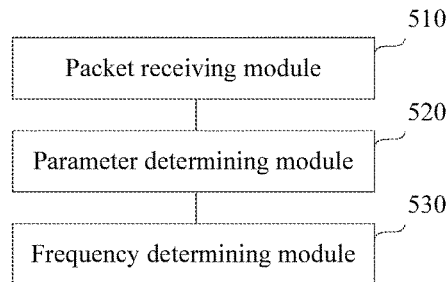 510
Packet receiving module
520
Parameter determining module
530
Frequency determining module